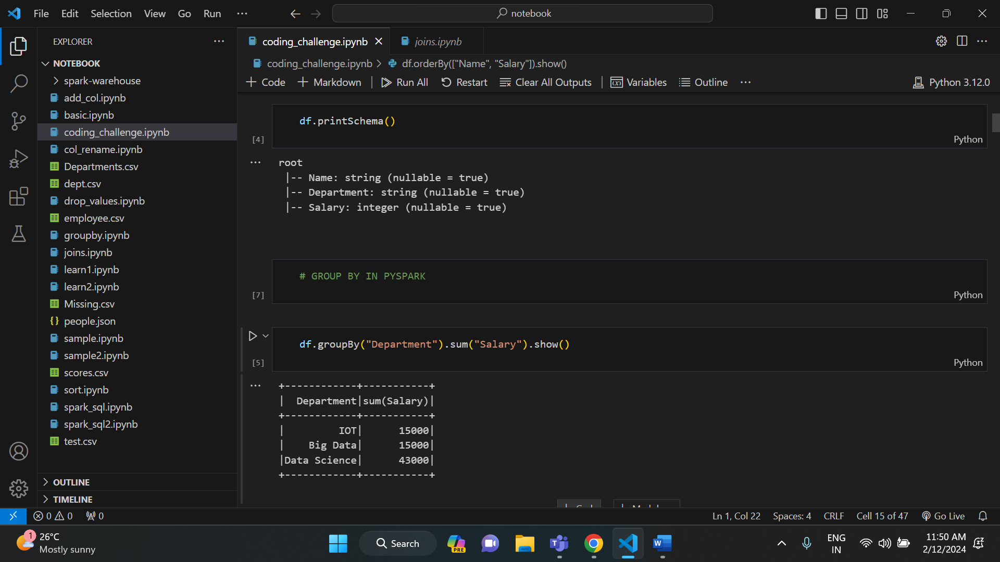 File Edit Selection View Go Run ...
notebook
EXPLORER ...
NOTEBOOK
spark-warehouse
add_col.ipynb
basic.ipynb
coding_challenge.ipynb
col_rename.ipynb
Departments.csv
dept.csv
drop_values.ipynb
employee.csv
groupby.ipynb
joins.ipynb
learn1.ipynb
learn2.ipynb
Missing.csv
people.json
sample.ipynb
sample2.ipynb
scores.csv
sort.ipynb
spark_sql.ipynb
spark_sql2.ipynb
test.csv
OUTLINE
TIMELINE
coding_challenge.ipynb joins.ipynb
coding_challenge.ipynb > df.orderBy(["Name", "Salary"]).show()
+ Code + Markdown | Run All Restart Clear All Outputs | Variables Outline ... Python 3.12.0
df.printSchema()
[4] Python
... root
|-- Name: string (nullable = true)
|-- Department: string (nullable = true)
|-- Salary: integer (nullable = true)
# GROUP BY IN PYSPARK
[7] Python
df.groupBy("Department").sum("Salary").show()
[5] Python
... +------------+-----------+
|  Department|sum(Salary)|
+------------+-----------+
|         IOT|      15000|
|    Big Data|      15000|
|Data Science|      43000|
+------------+-----------+
0 0 0 Ln 1, Col 22 Spaces: 4 CRLF Cell 15 of 47 Go Live
1 26°C
Mostly sunny
Search
PRE
ENG
IN
11:50 AM
2/12/2024